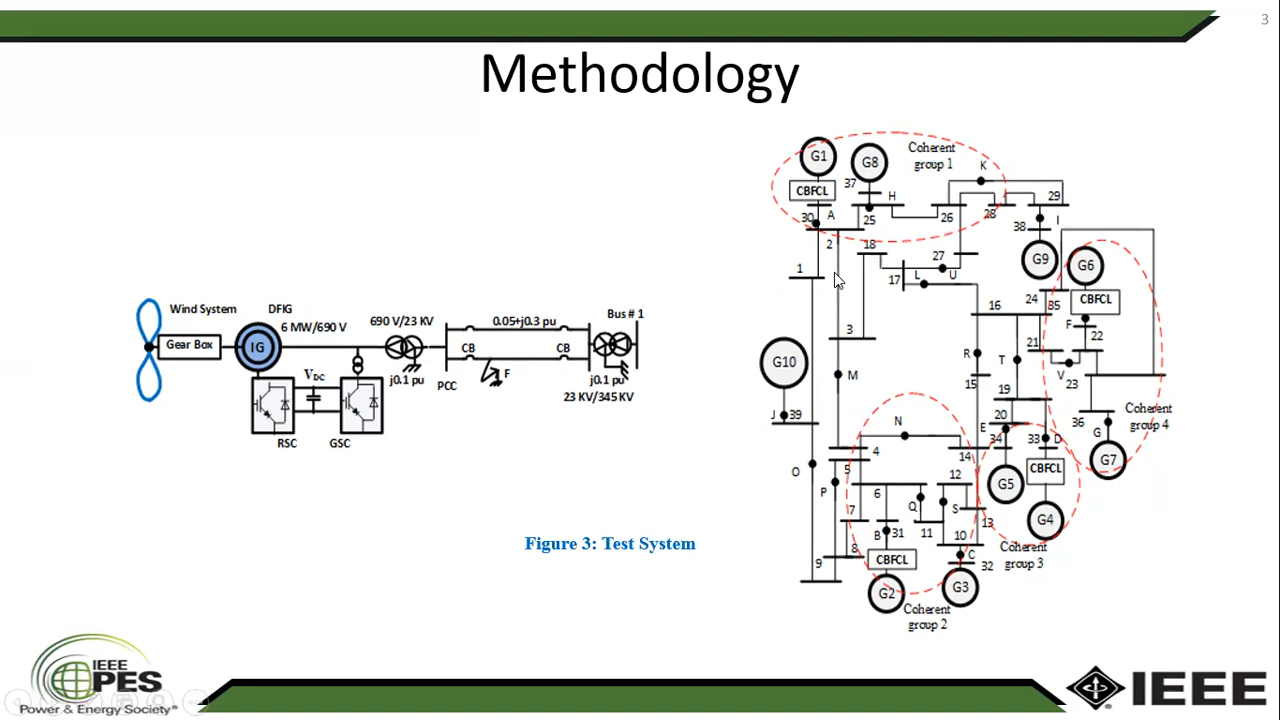 3
Methodology
Wind System
DFIG
6 MW/690 V
Gear Box
IG
690 V/23 KV
j0.1 pu
0.05+j0.3 pu
CB
CB
F
PCC
Bus # 1
j0.1 pu
23 KV/345 KV
VDC
RSC
GSC
Figure 3: Test System
G1
G8
Coherent
group 1
K
CBFCL
37
H
29
30
A
25
26
28
38
I
2
18
27
G9
G6
1
17
L
U
CBFCL
24
35
16
F
22
3
21
G10
R
T
V
23
M
15
19
J
39
20
36
Coherent
group 4
N
E
34
33
D
G
4
14
G7
O
5
12
G5
CBFCL
P
6
Q
S
7
13
G4
B
31
11
10
8
Coherent
group 3
9
CBFCL
C
32
G2
G3
Coherent
group 2
IEEE
PES
Power & Energy Society®
IEEE